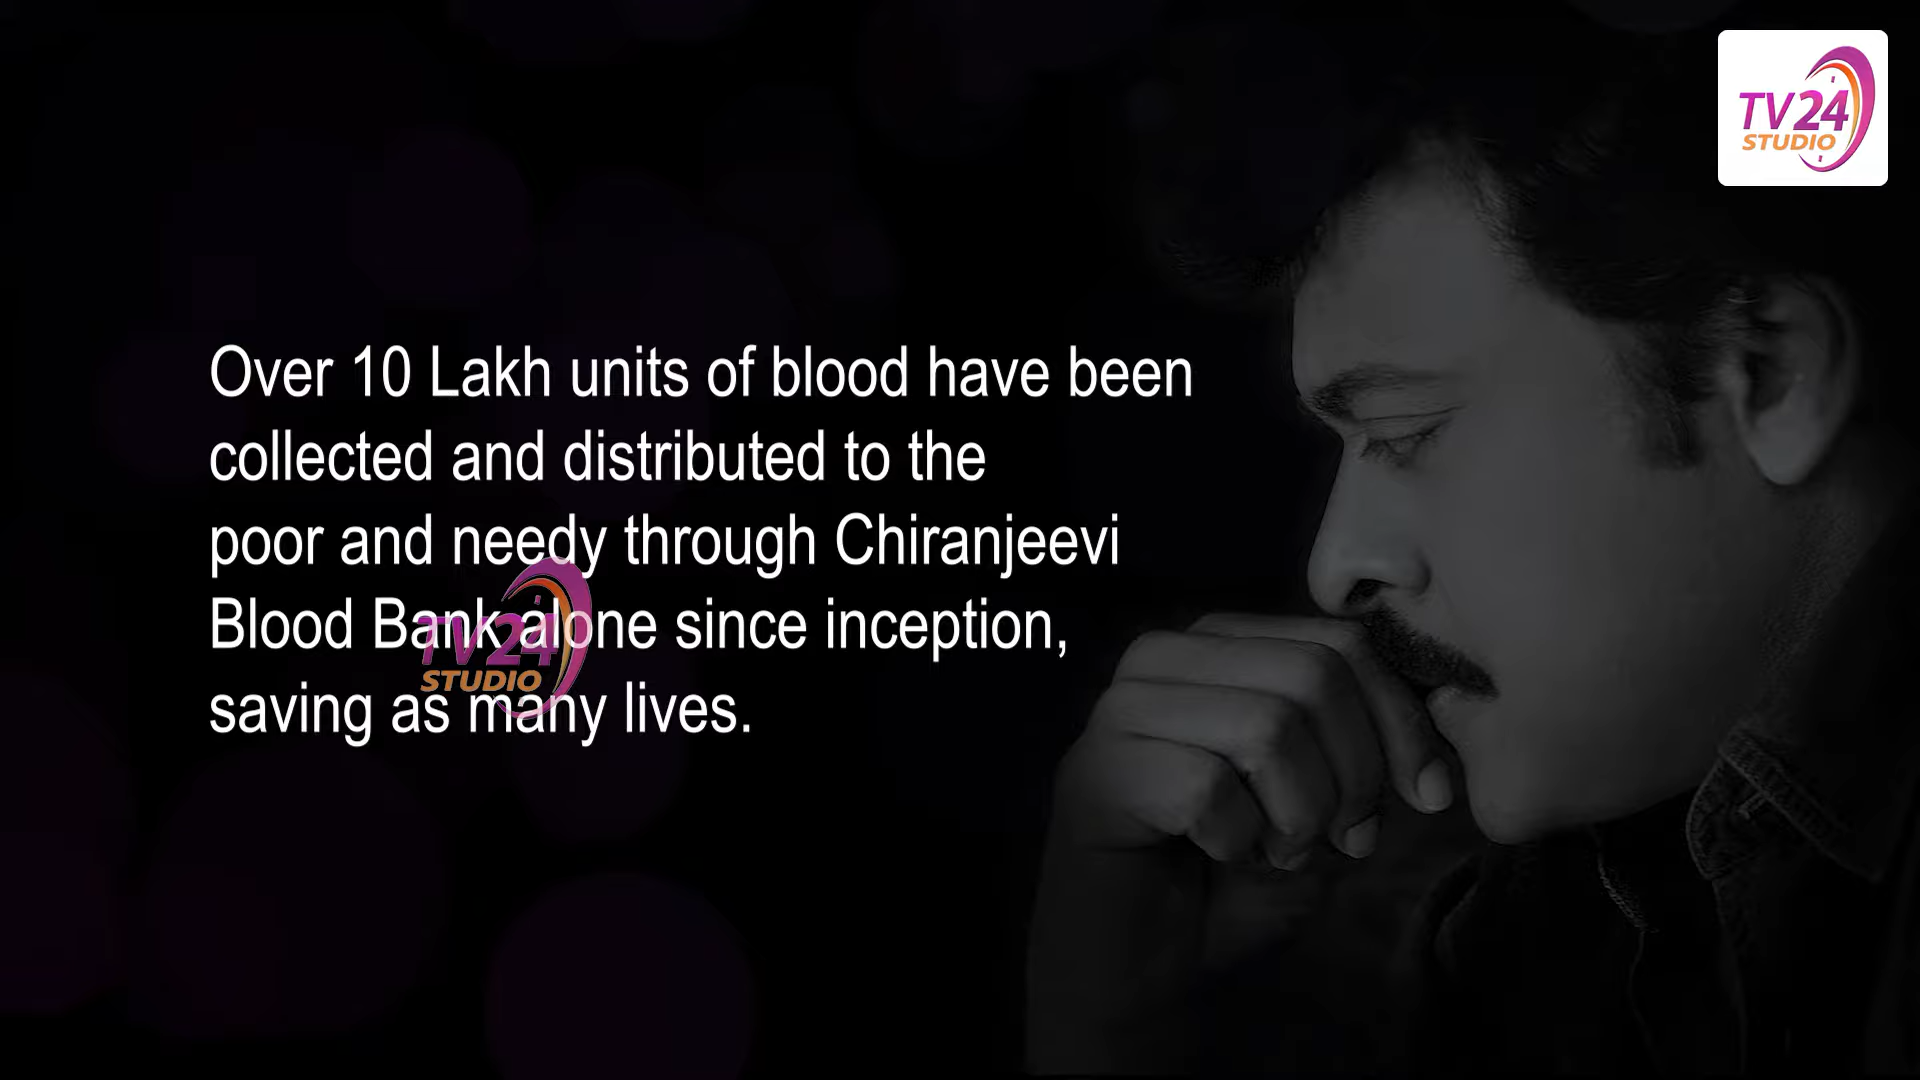 TV24
STUDIO
Over 10 Lakh units of blood have been
collected and distributed to the
poor and needy through Chiranjeevi
Blood Bank alone since inception,
saving as many lives.
TV24
STUDIO